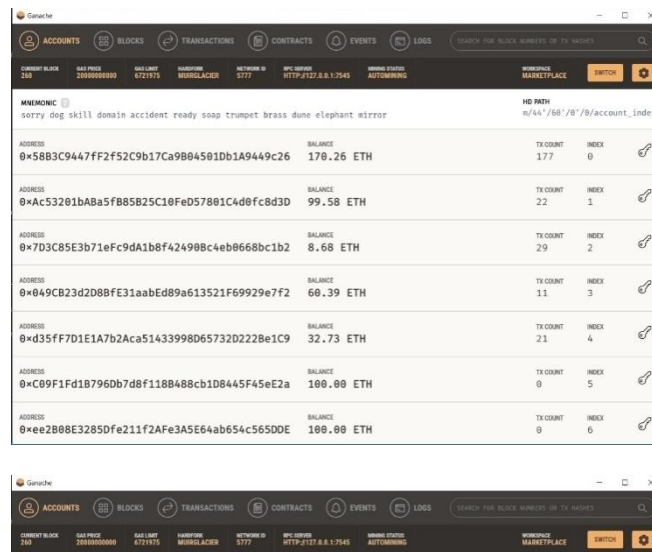 Ganache
ACCOUNTS BLOCKS TRANSACTIONS CONTRACTS EVENTS LOGS SEARCH FOR BLOCK NUMBERS OR TX HASHES
CURRENT BLOCK GAS PRICE GAS LIMIT HARDFORK NETWORK ID RPC SERVER MINING STATUS WORKSPACE
260 20000000000 6721975 MUIRGLACIER 5777 HTTP://127.0.0.1:7545 AUTOMINING MARKETPLACE SWITCH
MNEMONIC HD PATH
sorry dog skill domain accident ready soap trumpet brass dune elephant mirror m/44'/60'/0'/0/account_index
ADDRESS BALANCE TX COUNT INDEX
0×58B3C9447fF2f52C9b17Ca9B04501Db1A9449c26 170.26 ETH 177 0
ADDRESS BALANCE TX COUNT INDEX
0×Ac53201bABa5fB85B25C10FeD57801C4d0fc8d3D 99.58 ETH 22 1
ADDRESS BALANCE TX COUNT INDEX
0×7D3C85E3b71eFc9dA1b8f42490Bc4eb0668bc1b2 8.68 ETH 29 2
ADDRESS BALANCE TX COUNT INDEX
0×049CB23d2D8BfE31aabEd89a613521F69929e7f2 60.39 ETH 11 3
ADDRESS BALANCE TX COUNT INDEX
0×d35fF7D1E1A7b2Aca51433998D65732D222Be1C9 32.73 ETH 21 4
ADDRESS BALANCE TX COUNT INDEX
0×C09F1Fd1B796Db7d8f118B488cb1D8445F45eE2a 100.00 ETH 0 5
ADDRESS BALANCE TX COUNT INDEX
0×ee2B08E3285Dfe211f2AFe3A5E64ab654c565DDE 100.00 ETH 0 6
Ganache
ACCOUNTS BLOCKS TRANSACTIONS CONTRACTS EVENTS LOGS SEARCH FOR BLOCK NUMBERS OR TX HASHES
CURRENT BLOCK GAS PRICE GAS LIMIT HARDFORK NETWORK ID RPC SERVER MINING STATUS WORKSPACE
260 20000000000 6721975 MUIRGLACIER 5777 HTTP://127.0.0.1:7545 AUTOMINING MARKETPLACE SWITCH